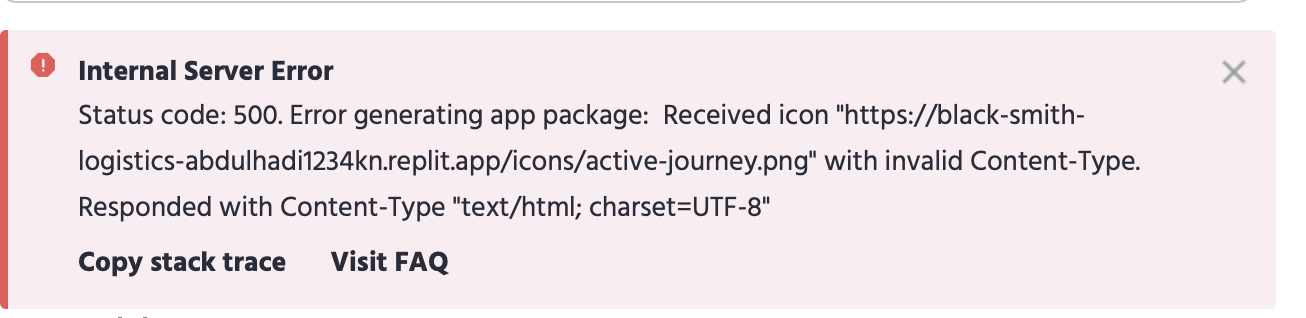 Internal Server Error
Status code: 500. Error generating app package:  Received icon "https://black-smith-
logistics-abdulhadi1234kn.replit.app/icons/active-journey.png" with invalid Content-Type.
Responded with Content-Type "text/html; charset=UTF-8"
Copy stack trace Visit FAQ